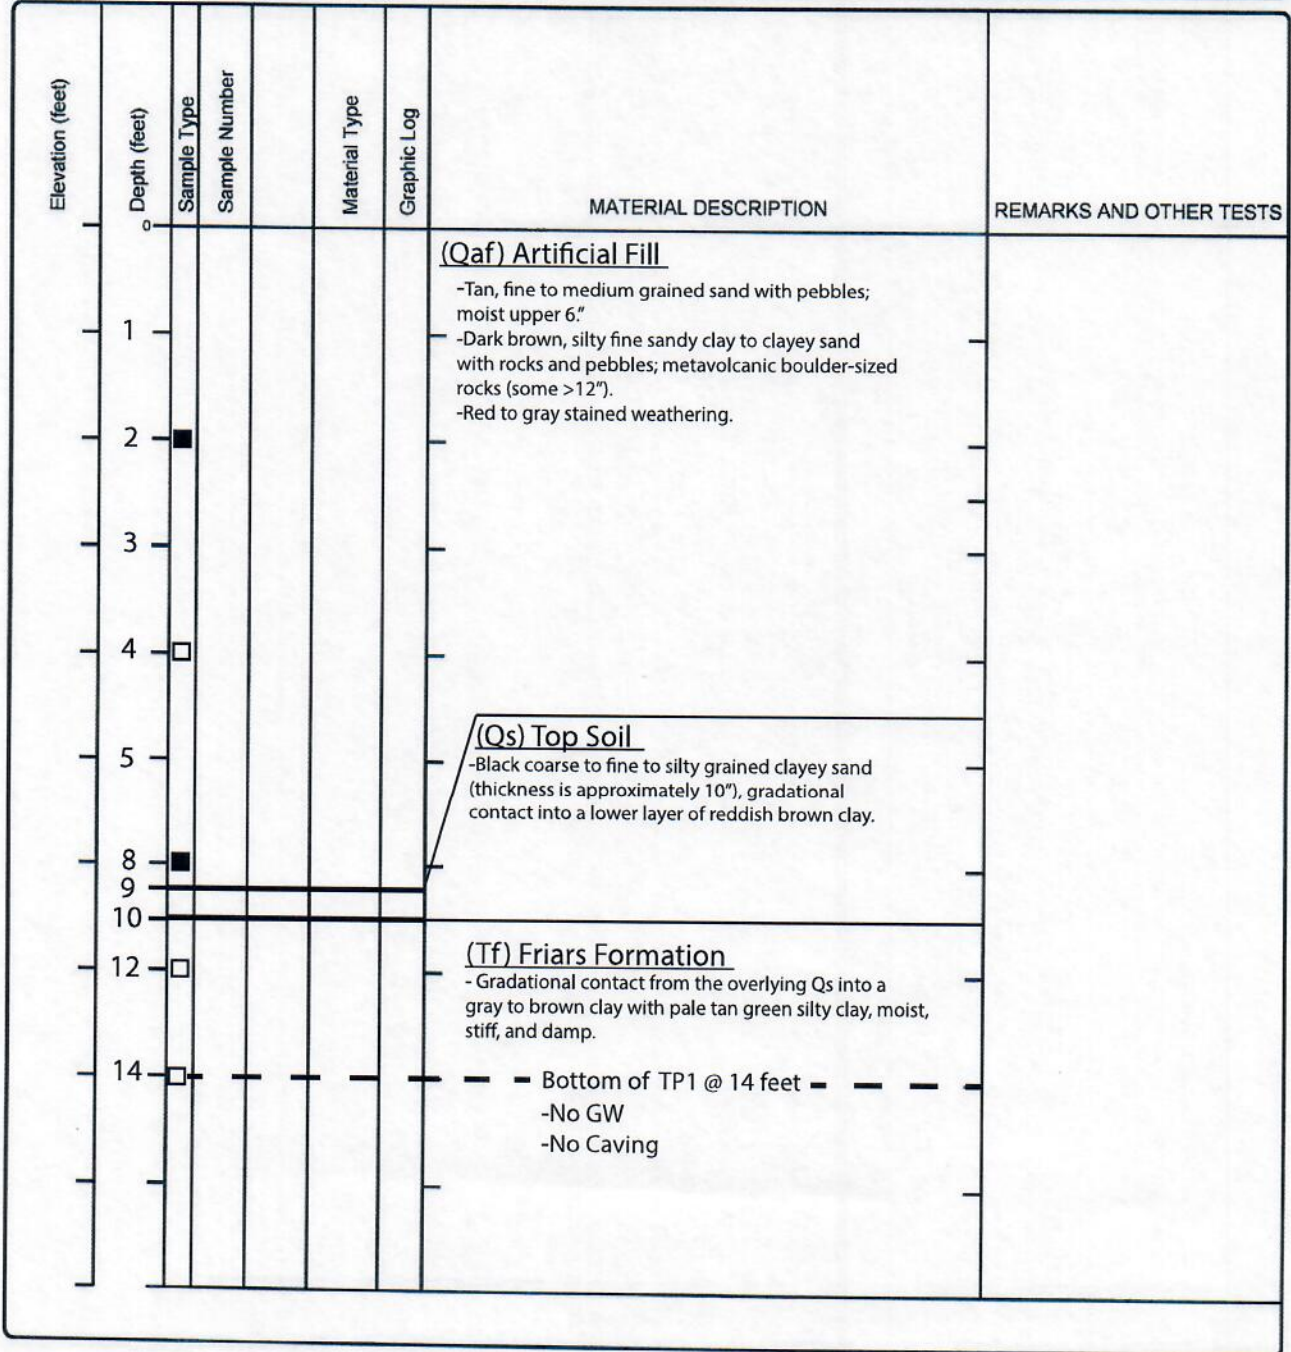 Elevation (feet)
Depth (feet)
Sample Type
Sample Number
Material Type
Graphic Log
MATERIAL DESCRIPTION
REMARKS AND OTHER TESTS
0
(Qaf) Artificial Fill
-Tan, fine to medium grained sand with pebbles;
moist upper 6."
1
-Dark brown, silty fine sandy clay to clayey sand
with rocks and pebbles; metavolcanic boulder-sized
rocks (some >12").
-Red to gray stained weathering.
2
3
4
(Qs) Top Soil
5
-Black coarse to fine to silty grained clayey sand
(thickness is approximately 10"), gradational
contact into a lower layer of reddish brown clay.
8
9
10
(Tf) Friars Formation
12
- Gradational contact from the overlying Qs into a
gray to brown clay with pale tan green silty clay, moist,
stiff, and damp.
14
Bottom of TP1 @ 14 feet
-No GW
-No Caving